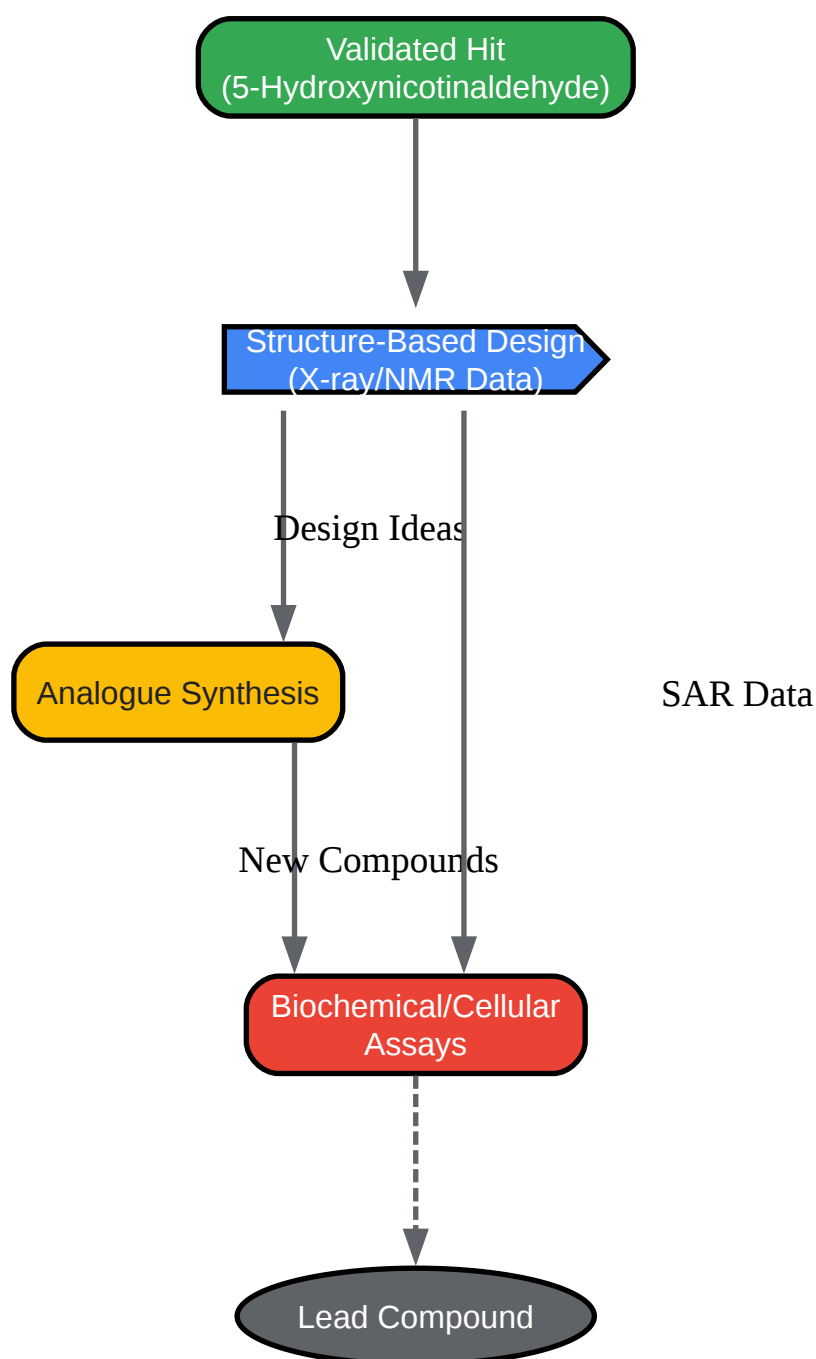 Validated Hit
(5-Hydroxynicotinaldehyde)
Structure-Based Design
(X-ray/NMR Data)
Design Ideas
Analogue Synthesis
SAR Data
New Compounds
Biochemical/Cellular
Assays
Lead Compound